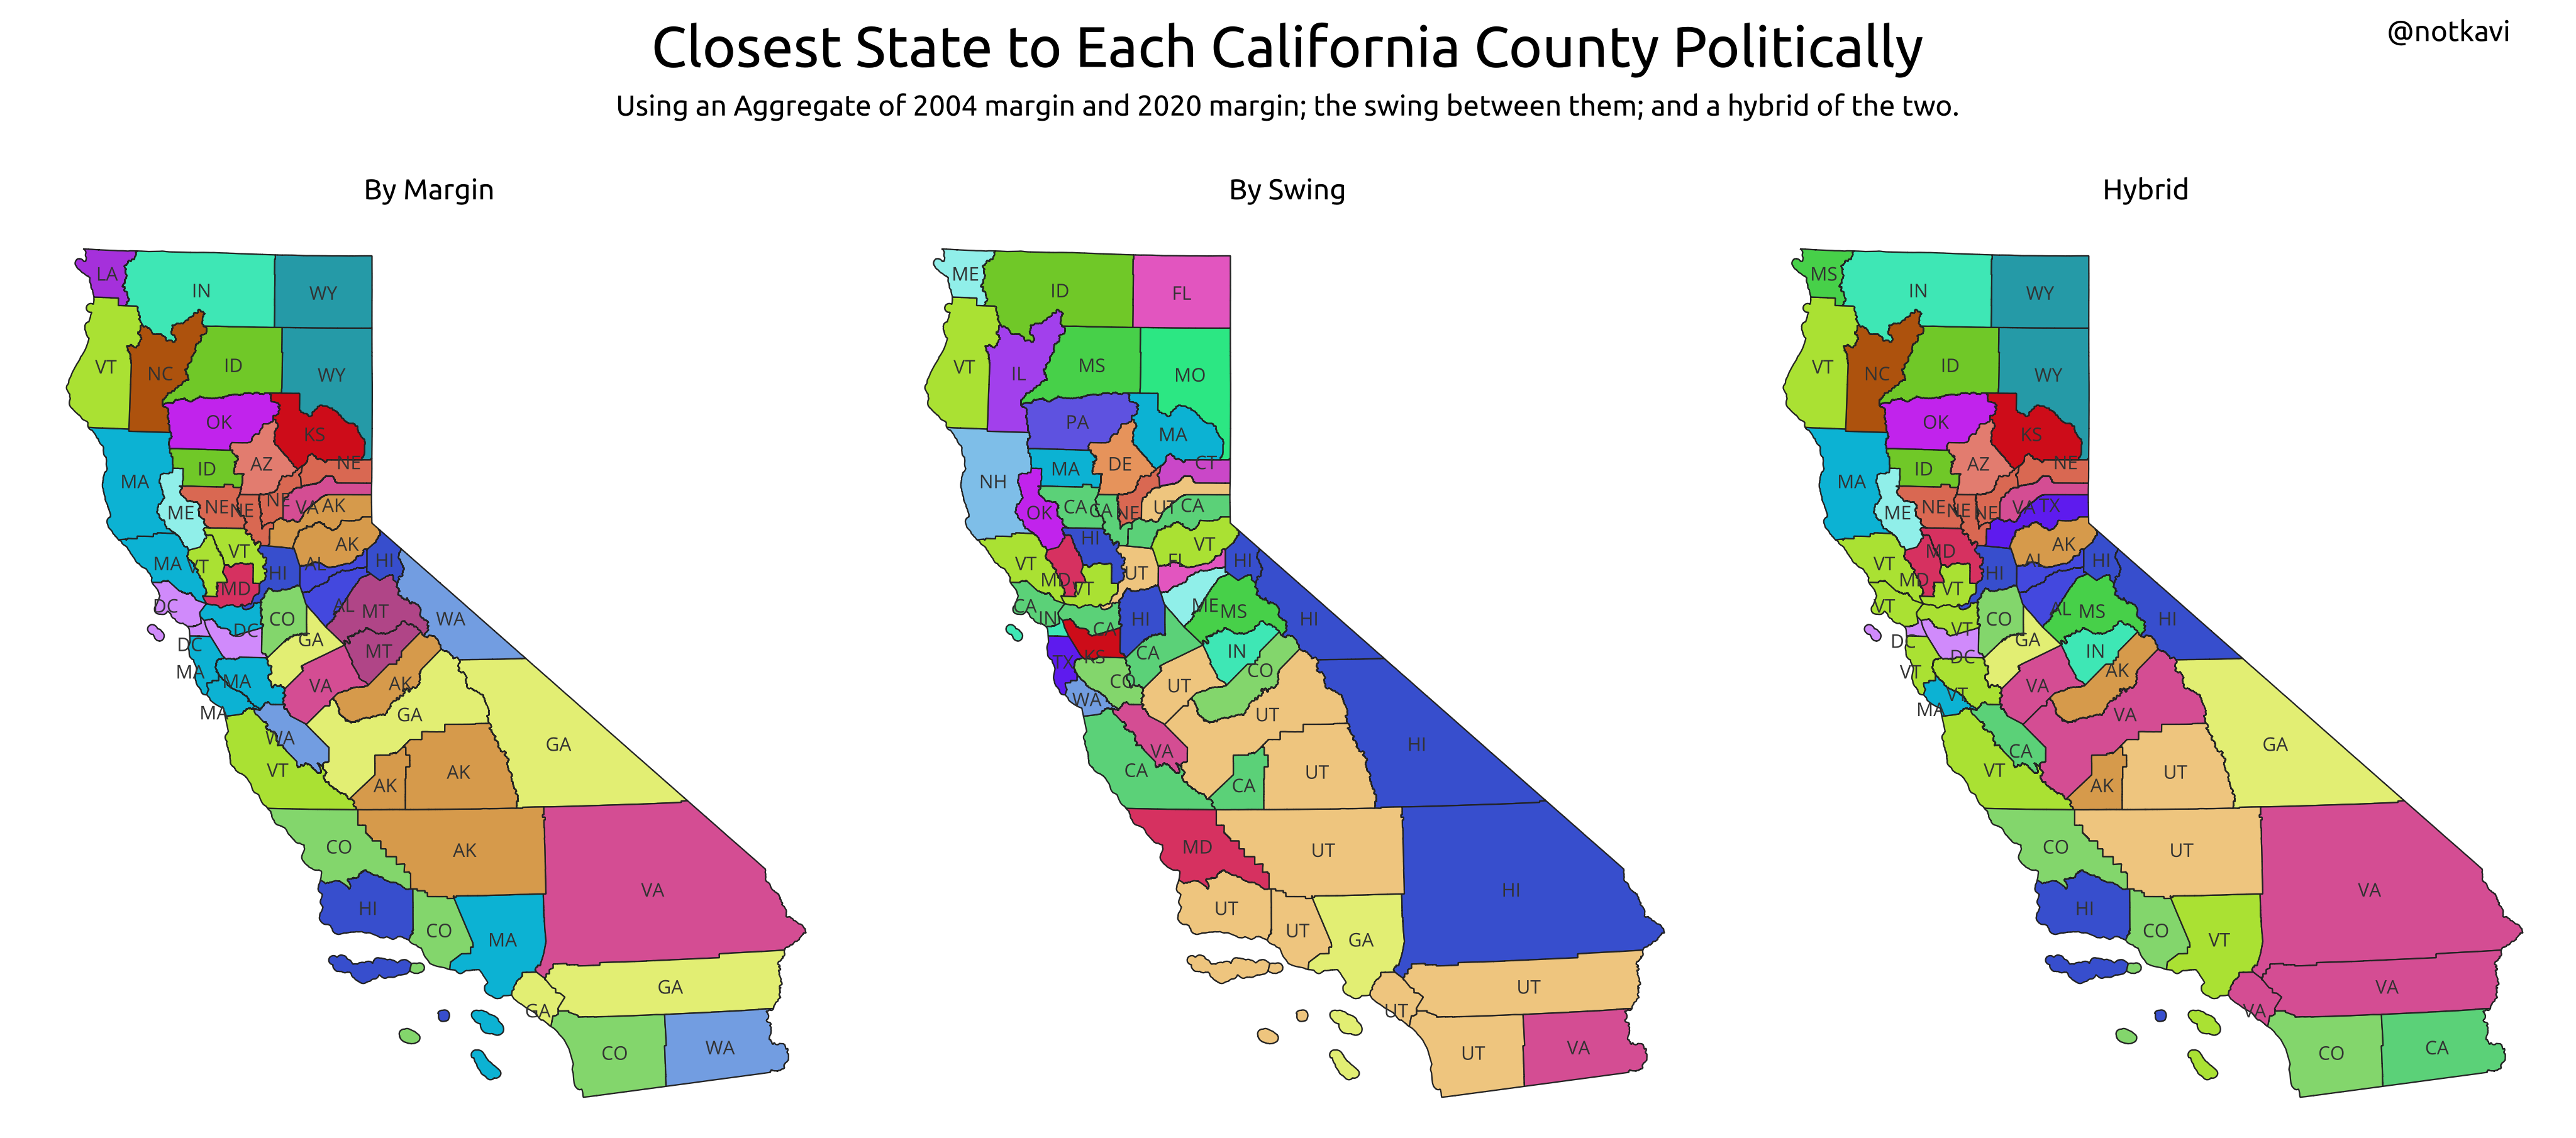 Closest State to Each California County Politically
@notkavi
Using an Aggregate of 2004 margin and 2020 margin; the swing between them; and a hybrid of the two.
By Margin
LA
IN
WY
VT
NC
ID
WY
OK
KS
ID
AZ
NE
MA
ME
NE
NE
NE
VA
AK
MA
VT
VT
HI
AK
AL
HI
MD
DC
DC
CO
AL
MT
WA
DC
GA
MT
MA
MA
VA
AK
MA
WA
GA
VT
AK
AK
GA
CO
AK
VA
HI
CO
MA
GA
GA
CO
WA
By Swing
ME
ID
FL
VT
IL
MS
MO
PA
MA
MA
DE
CT
NH
OK
CA
CA
NE
UT
CA
HI
VT
VT
MD
VT
UT
FL
HI
CA
IN
CA
HI
ME
MS
HI
TX
KS
CA
IN
CO
WA
CO
UT
UT
VA
HI
CA
CA
UT
MD
UT
HI
UT
UT
GA
UT
UT
UT
VA
Hybrid
MS
IN
WY
VT
NC
ID
WY
OK
KS
ID
AZ
NE
MA
ME
NE
NE
NE
VA
TX
VT
MD
MD
HI
AK
AL
HI
VT
VT
VT
CO
AL
MS
HI
DC
DC
GA
IN
VT
VT
VA
AK
MA
CA
VA
GA
VT
AK
UT
CO
UT
VA
HI
CO
VT
VA
VA
CO
CA